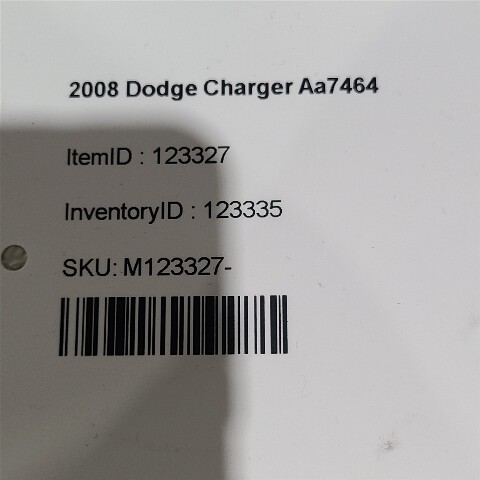 2008 Dodge Charger Aa7464
ItemID : 123327
InventoryID : 123335
SKU: M123327-